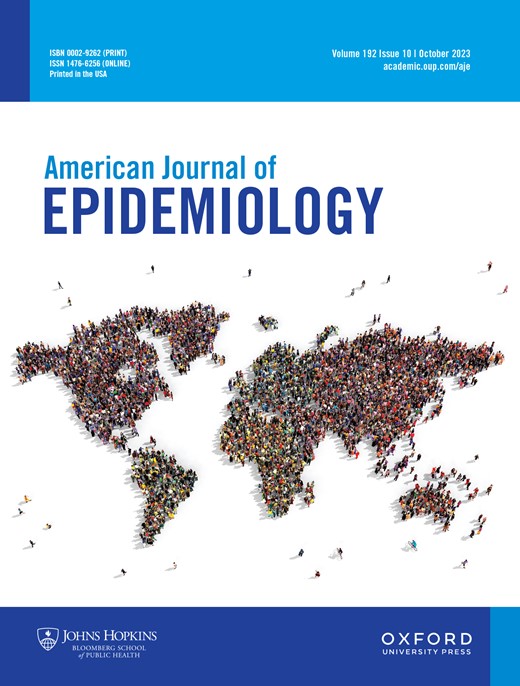 ISBN 0002-9262 (PRINT)
ISSN 1476-6256 (ONLINE)
Printed in the USA
Volume 192 Issue 10 | October 2023
academic.oup.com/aje
American Journal of
EPIDEMIOLOGY
JOHNS HOPKINS
BLOOMBERG SCHOOL
of PUBLIC HEALTH
OXFORD
UNIVERSITY PRESS